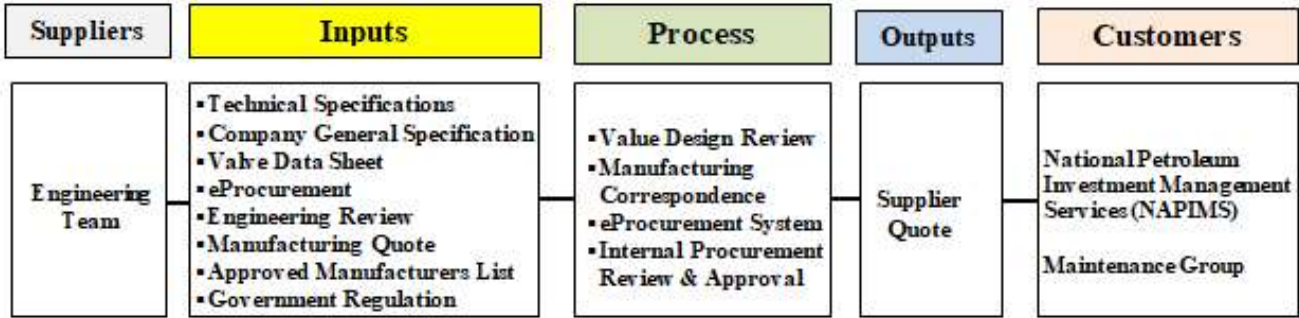 Suppliers
Inputs
Process
Outputs
Customers
Engineering
Team
▪Technical Specifications
▪Company General Specification
▪Valve Data Sheet
▪eProcurement
▪Engineering Review
▪Manufacturing Quote
▪Approved Manufacturers List
▪Government Regulation
▪Value Design Review
▪Manufacturing
Correspondence
▪eProcurement System
▪Internal Procurement
Review & Approval
Supplier
Quote
National Petroleum
Investment Management
Services (NAPIMS)
Maintenance Group